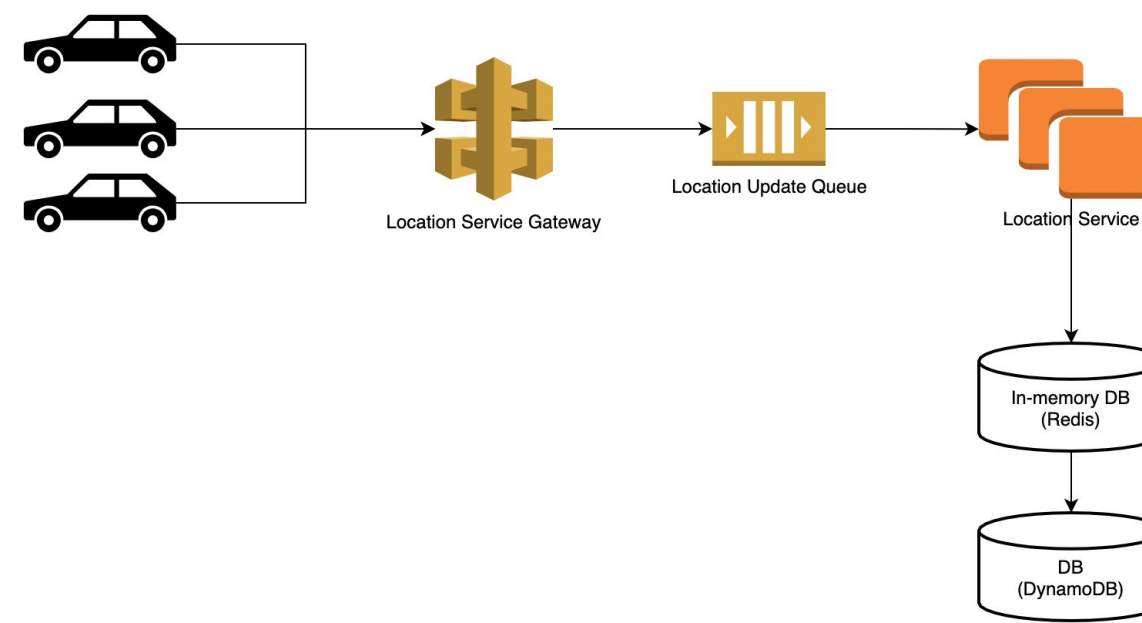 Location Service Gateway
Location Update Queue
Location Service
In-memory DB
(Redis)
DB
(DynamoDB)